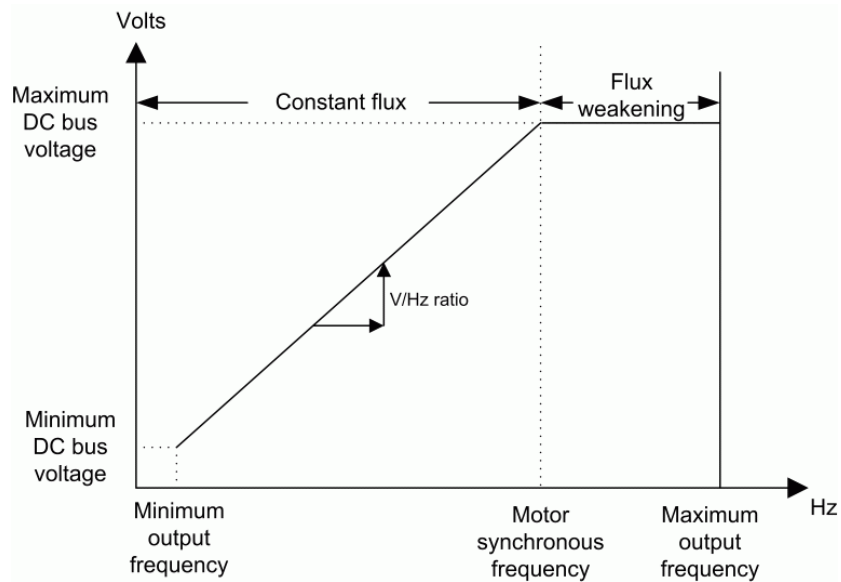 Volts
Maximum
DC bus
voltage
Constant flux
Flux
weakening
V/Hz ratio
Minimum
DC bus
voltage
Hz
Minimum
output
frequency
Motor
synchronous
frequency
Maximum
output
frequency